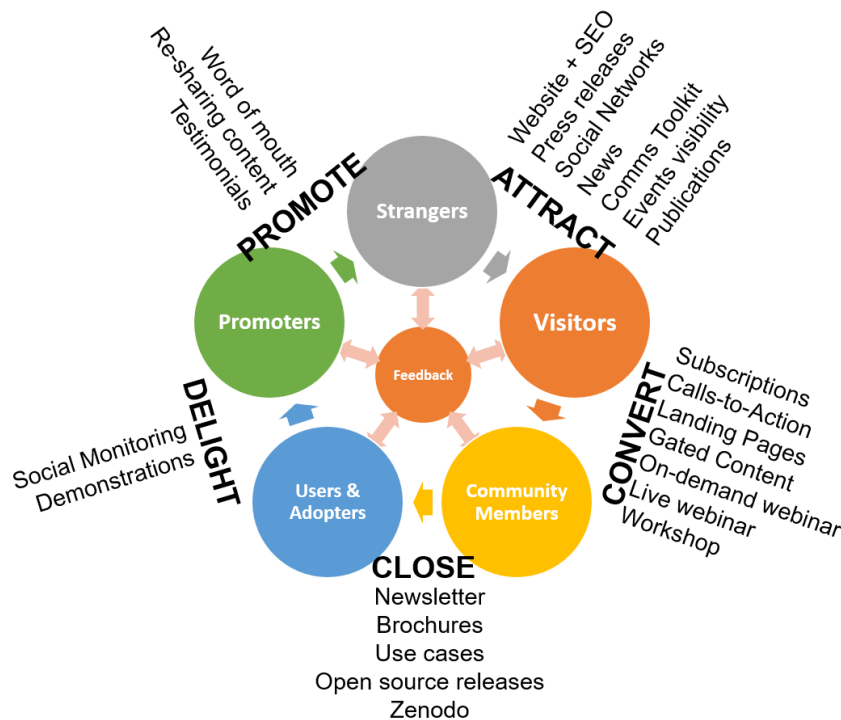 Word of mouth
Re-sharing content
Testimonials
PROMOTE
Website + SEO
Press releases
Social Networks
News
Comms Toolkit
Events visibility
Publications
ATTRACT
Strangers
Promoters
Visitors
Feedback
DELIGHT
Social Monitoring
Demonstrations
CONVERT
Subscriptions
Calls-to-Action
Landing Pages
Gated Content
On-demand webinar
Live webinar
Workshop
Users &
Adopters
Community
Members
CLOSE
Newsletter
Brochures
Use cases
Open source releases
Zenodo